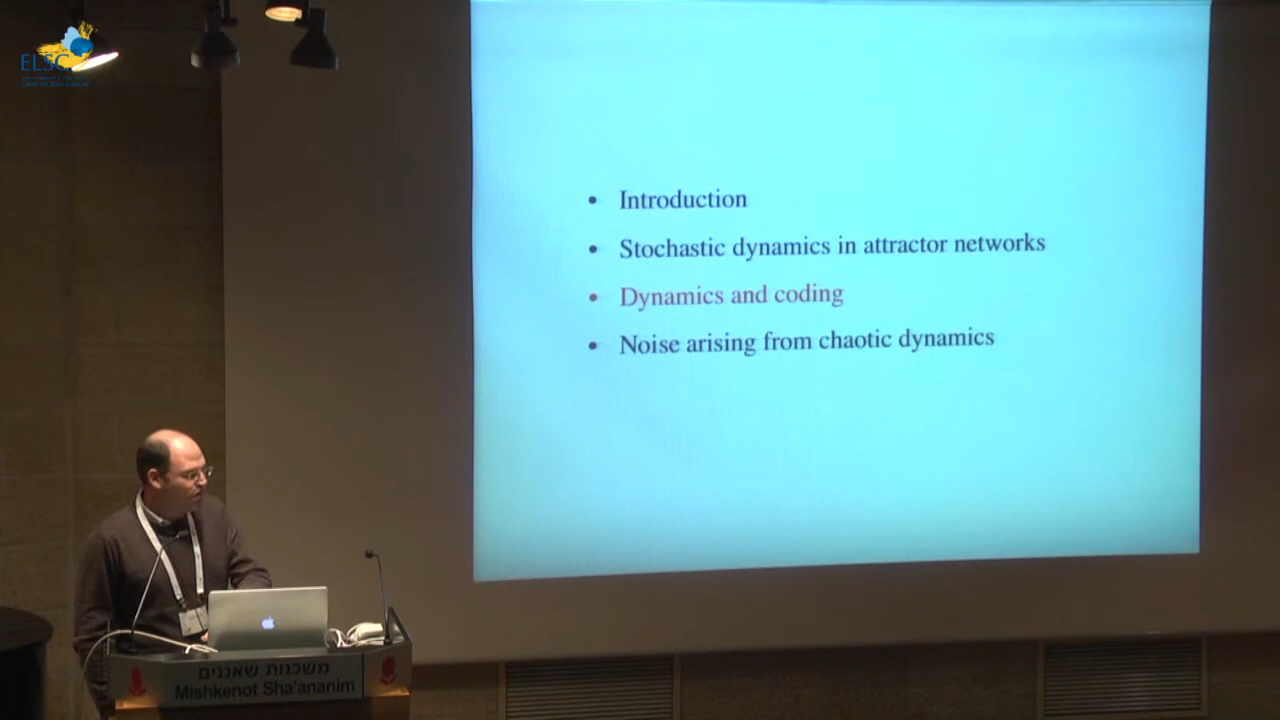 ELSC
• Introduction
• Stochastic dynamics in attractor networks
• Dynamics and coding
• Noise arising from chaotic dynamics
משכנות שאננים
Mishkenot Sha'ananim